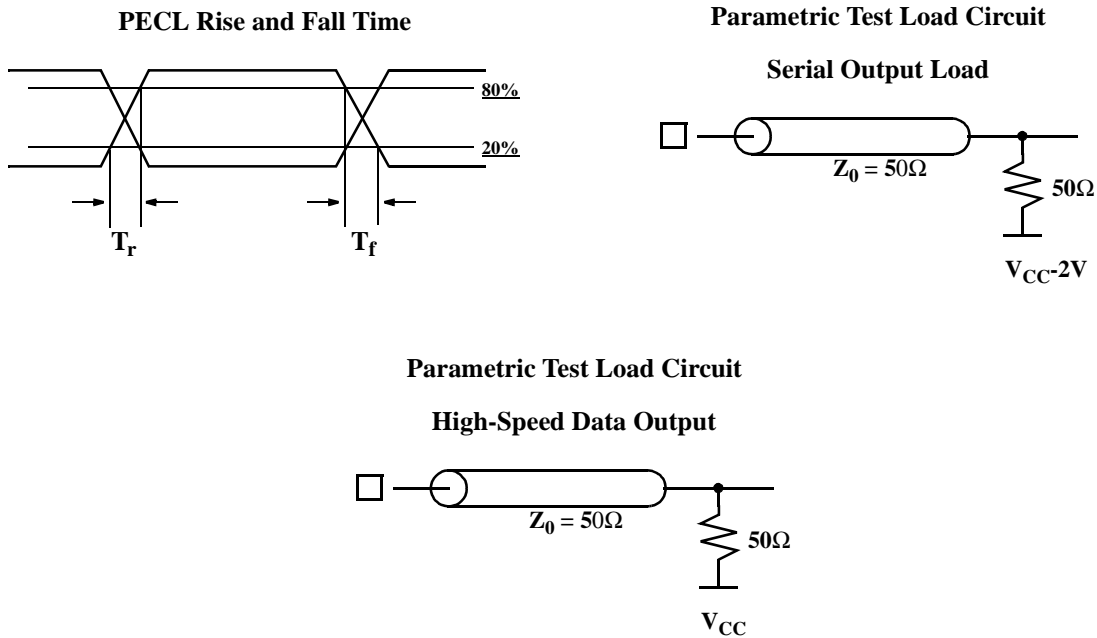 PECL Rise and Fall Time
80%
20%
Tr
Tf
Parametric Test Load Circuit
Serial Output Load
Z0 = 50Ω
50Ω
VCC-2V
Parametric Test Load Circuit
High-Speed Data Output
Z0 = 50Ω
50Ω
VCC